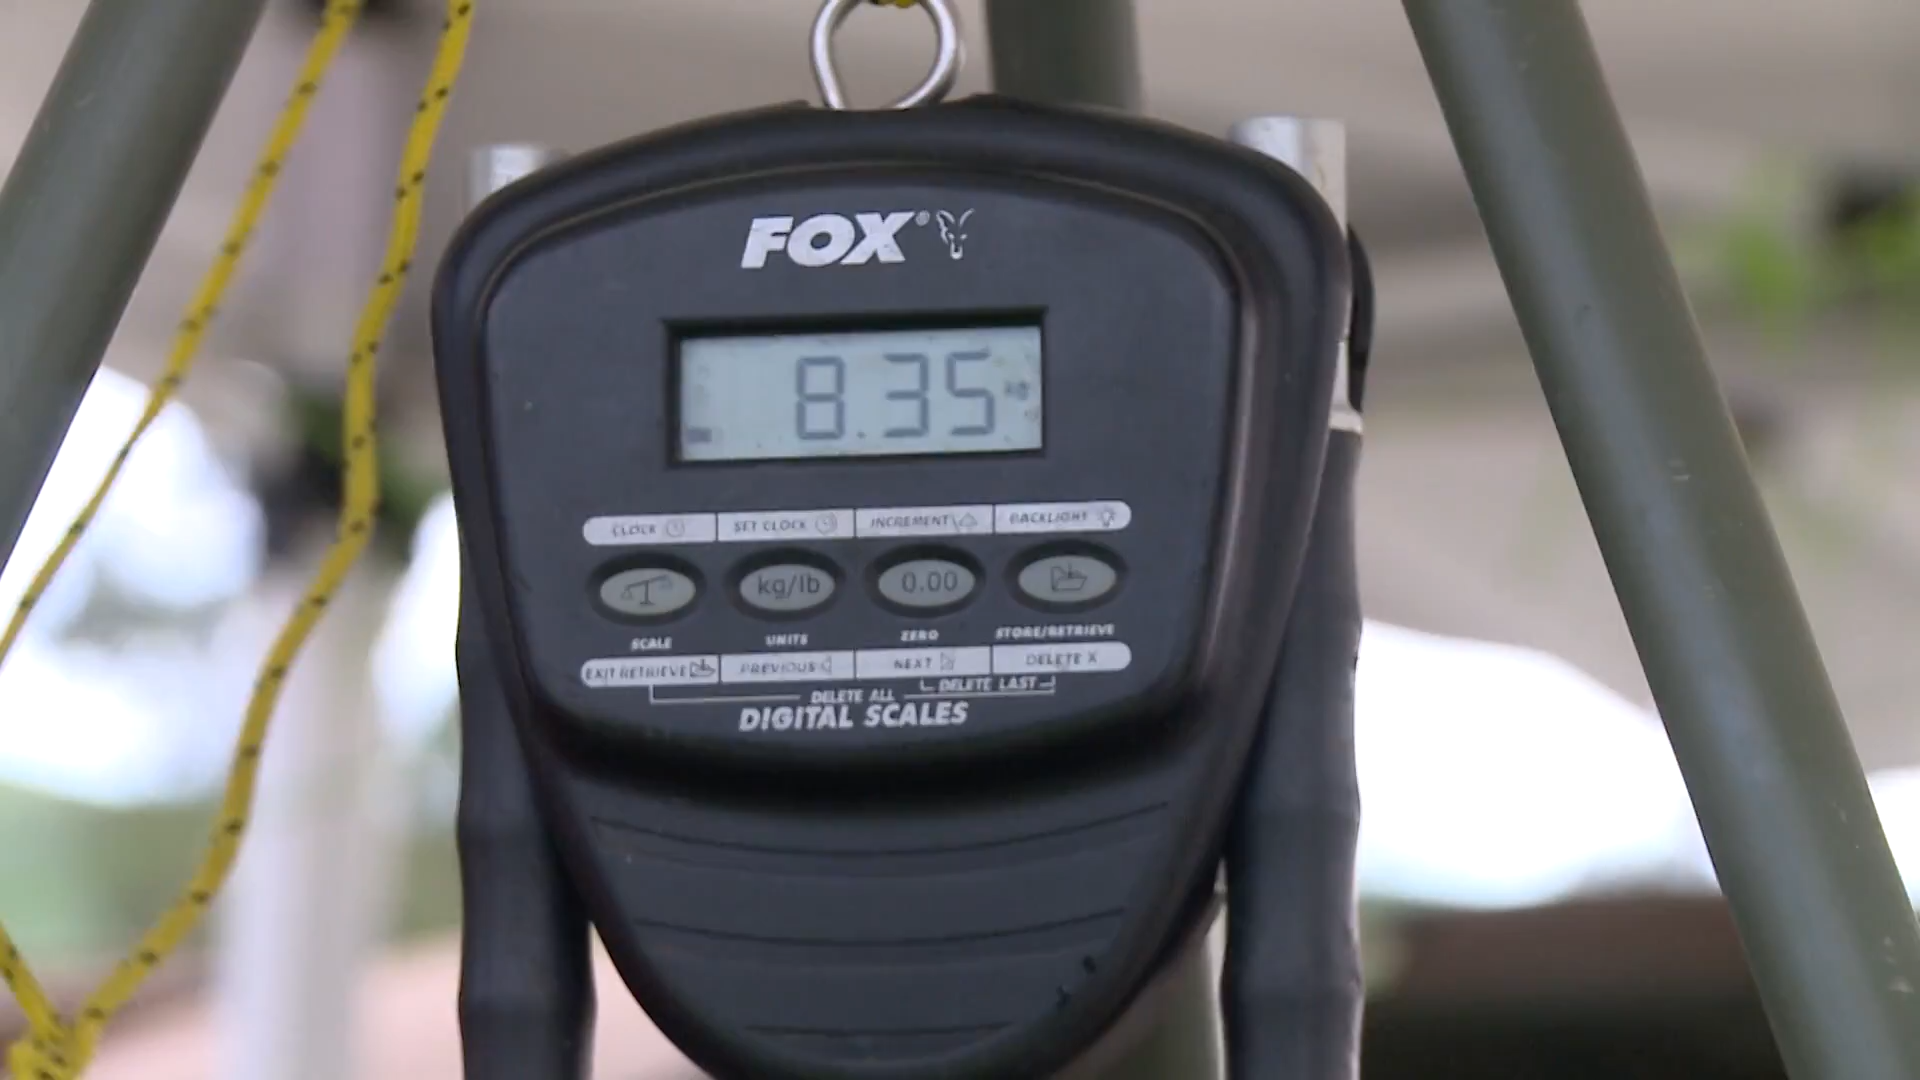 FOX®
8.35 kg
CLOCK SET CLOCK INCREMENT BACKLIGHT
kg/lb 0.00
SCALE UNITS ZERO STORE/RETRIEVE
EXIT RETRIEVE PREVIOUS NEXT DELETE X
DELETE ALL DELETE LAST
DIGITAL SCALES